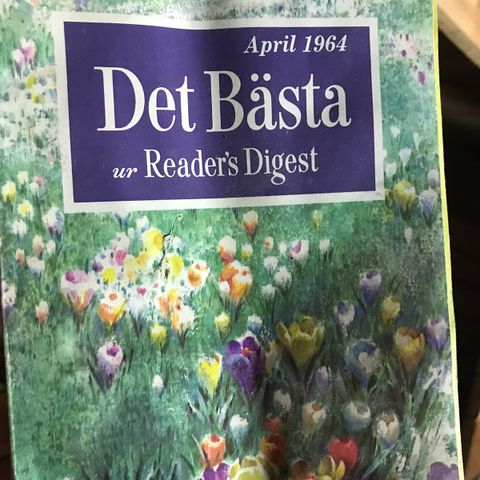 April 1964
Det Bästa
ur Reader's Digest